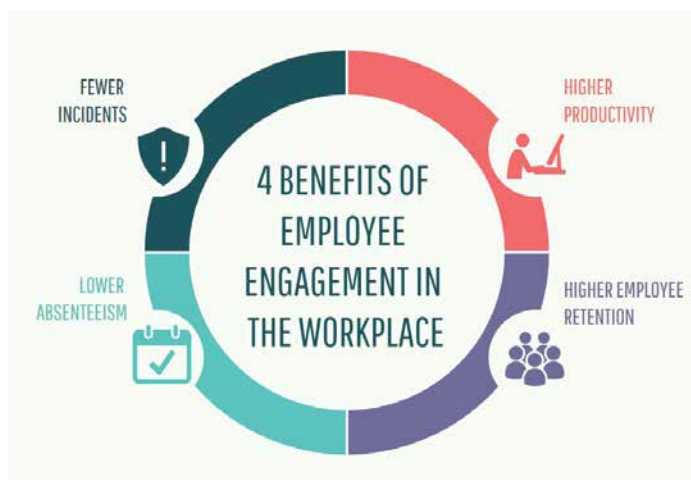 FEWER
INCIDENTS
HIGHER
PRODUCTIVITY
4 BENEFITS OF
EMPLOYEE
ENGAGEMENT IN
THE WORKPLACE
LOWER
ABSENTEEISM
HIGHER EMPLOYEE
RETENTION